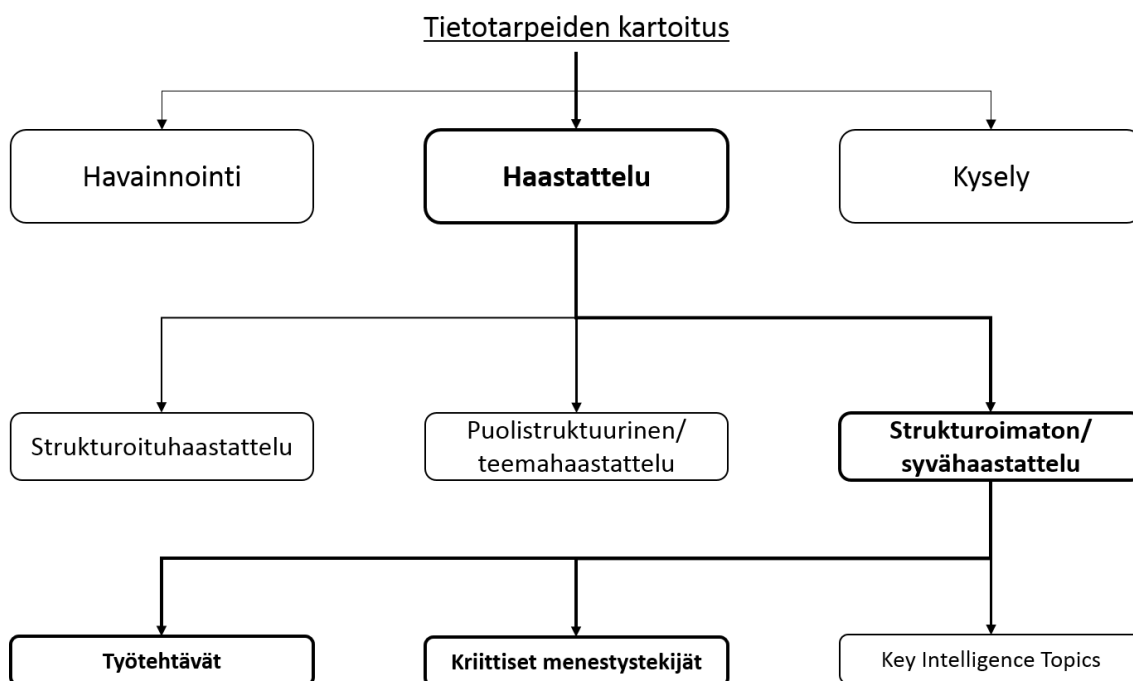 Tietotarpeiden kartoitus
Havainnointi
Haastattelu
Kysely
Strukturoituhaastattelu
Puolistruktuurinen/
teemahaastattelu
Strukturoimaton/
syvähaastattelu
Työtehtävät
Kriittiset menestystekijät
Key Intelligence Topics